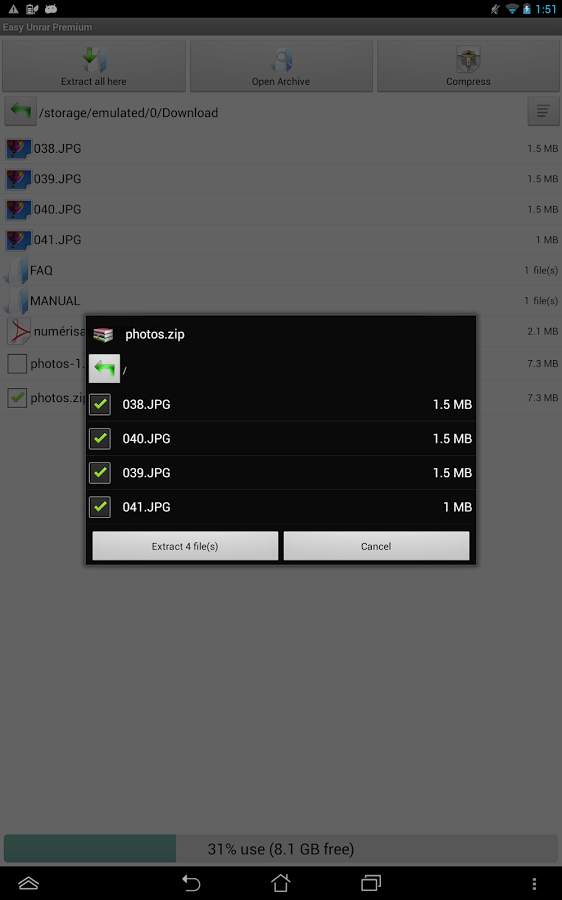 1:51
Easy Unrar Premium
Extract all here
Open Archive
Compress
/storage/emulated/0/Download
038.JPG 1.5 MB
039.JPG 1.5 MB
040.JPG 1.5 MB
041.JPG 1 MB
FAQ 1 file(s)
MANUAL 1 file(s)
numérisa 2.1 MB
photos-1. 7.3 MB
photos.zip 7.3 MB
photos.zip
/
038.JPG 1.5 MB
040.JPG 1.5 MB
039.JPG 1.5 MB
041.JPG 1 MB
Extract 4 file(s)
Cancel
31% use (8.1 GB free)